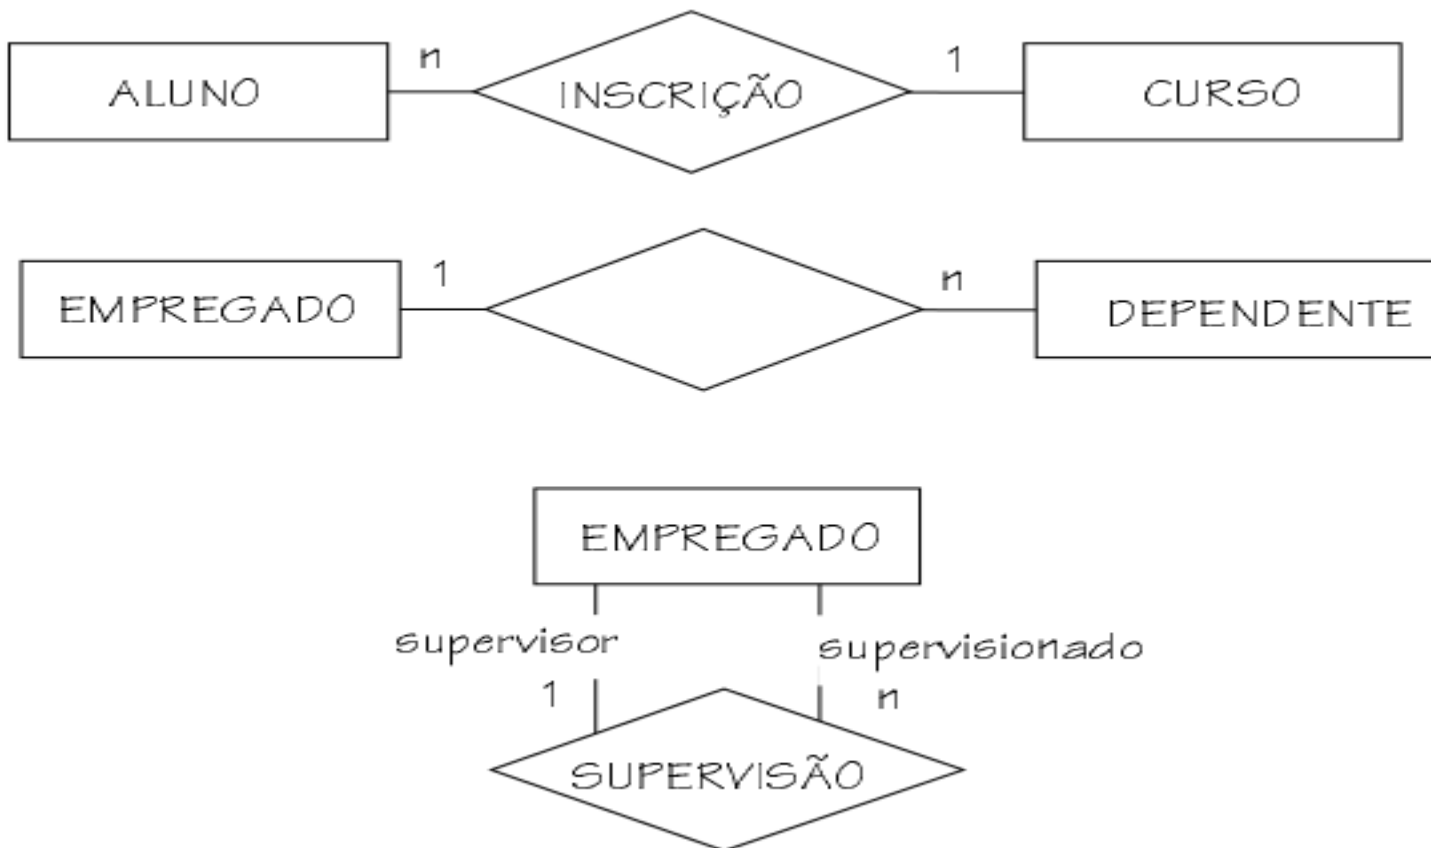 ALUNO n INSCRIÇÃO 1 CURSO
EMPREGADO 1 n DEPENDENTE
EMPREGADO
supervisor supervisionado
1 n
SUPERVISÃO